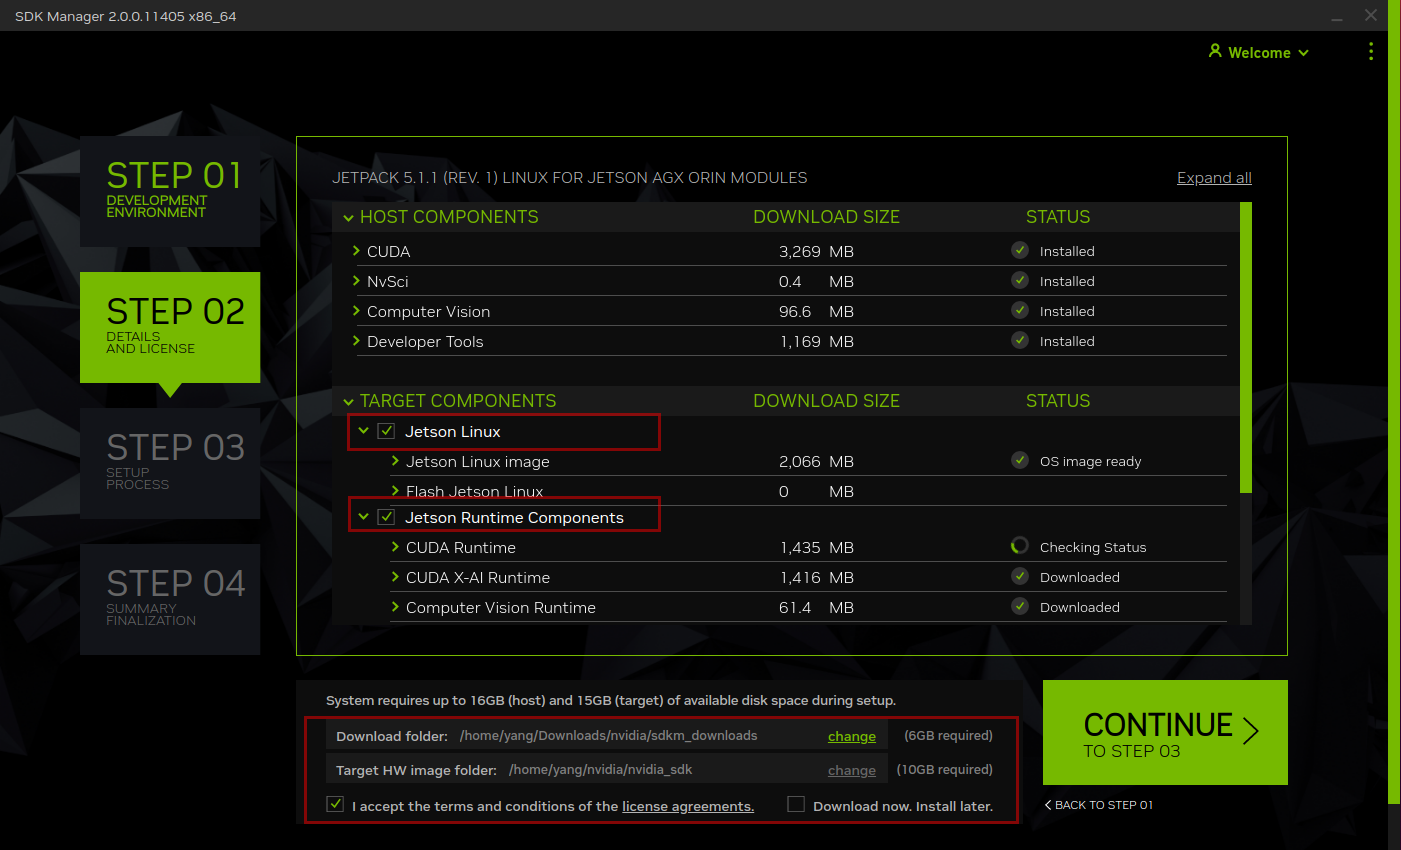 SDK Manager 2.0.0.11405 x86_64
Welcome
STEP 01
DEVELOPMENT
ENVIRONMENT
STEP 02
DETAILS
AND LICENSE
STEP 03
SETUP
PROCESS
STEP 04
SUMMARY
FINALIZATION
JETPACK 5.1.1 (REV. 1) LINUX FOR JETSON AGX ORIN MODULES Expand all
HOST COMPONENTS DOWNLOAD SIZE STATUS
CUDA 3,269 MB Installed
NvSci 0.4 MB Installed
Computer Vision 96.6 MB Installed
Developer Tools 1,169 MB Installed
TARGET COMPONENTS DOWNLOAD SIZE STATUS
Jetson Linux
Jetson Linux image 2,066 MB OS image ready
Flash Jetson Linux 0 MB
Jetson Runtime Components
CUDA Runtime 1,435 MB Checking Status
CUDA X-AI Runtime 1,416 MB Downloaded
Computer Vision Runtime 61.4 MB Downloaded
System requires up to 16GB (host) and 15GB (target) of available disk space during setup.
Download folder: /home/yang/Downloads/nvidia/sdkm_downloads change (6GB required)
Target HW image folder: /home/yang/nvidia/nvidia_sdk change (10GB required)
I accept the terms and conditions of the license agreements. Download now. Install later.
CONTINUE
TO STEP 03
BACK TO STEP 01